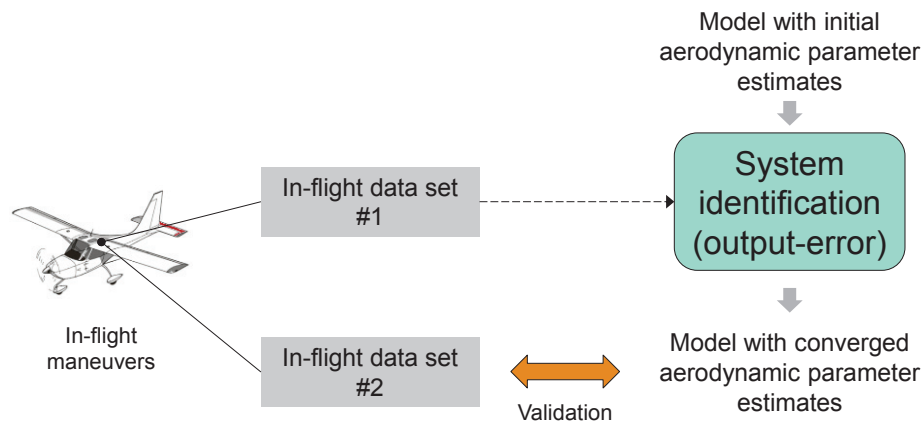 Model with initial
aerodynamic parameter
estimates
System
identification
(output-error)
In-flight data set
#1
In-flight
maneuvers
In-flight data set
#2
Validation
Model with converged
aerodynamic parameter
estimates